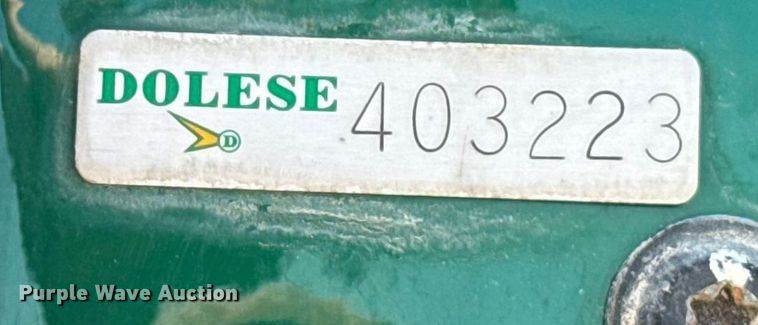 DOLESE 403223
D
Purple Wave Auction